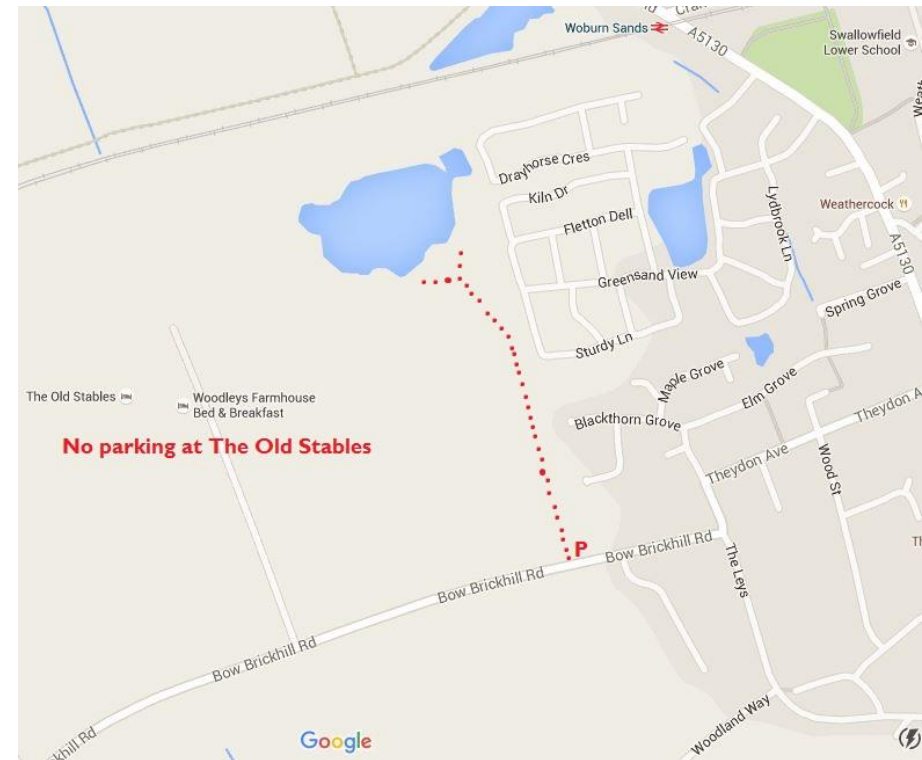 Woburn Sands
A5130
Swallowfield
Lower School
Drayhorse Cres
Kiln Dr
Fletton Dell
Lydbrook Ln
Weathercock
A5130
Greensand View
Spring Grove
Sturdy Ln
Maple Grove
Elm Grove
The Old Stables
Woodleys Farmhouse
Bed & Breakfast
Blackthorn Grove
Theydon A
Theydon Ave
No parking at The Old Stables
Wood St
P
Bow Brickhill Rd
Bow Brickhill Rd
The Leys
Bow Brickhill Rd
Woodland Way
Google